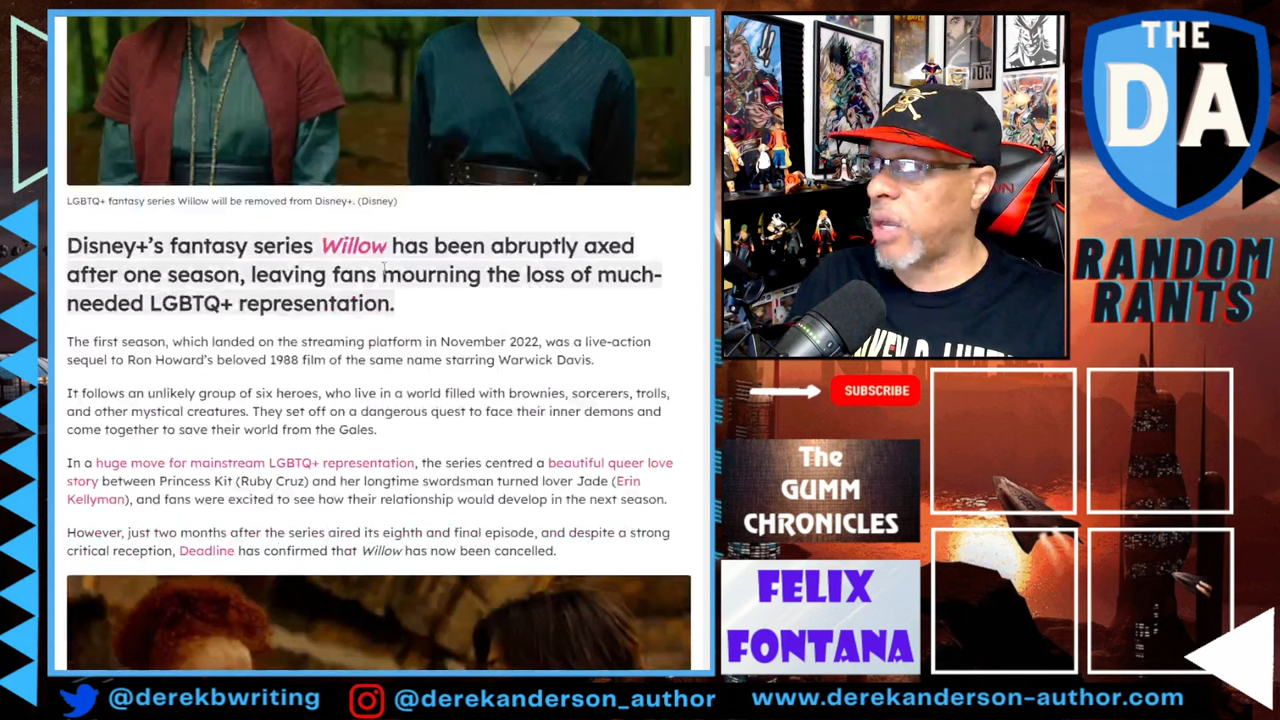 LGBTQ+ fantasy series Willow will be removed from Disney+. (Disney)
Disney+’s fantasy series Willow has been abruptly axed
after one season, leaving fans mourning the loss of much-
needed LGBTQ+ representation.
The first season, which landed on the streaming platform in November 2022, was a live-action
sequel to Ron Howard’s beloved 1988 film of the same name starring Warwick Davis.
It follows an unlikely group of six heroes, who live in a world filled with brownies, sorcerers, trolls,
and other mystical creatures. They set off on a dangerous quest to face their inner demons and
come together to save their world from the Gales.
In a huge move for mainstream LGBTQ+ representation, the series centred a beautiful queer love
story between Princess Kit (Ruby Cruz) and her longtime swordsman turned lover Jade (Erin
Kellyman), and fans were excited to see how their relationship would develop in the next season.
However, just two months after the series aired its eighth and final episode, and despite a strong
critical reception, Deadline has confirmed that Willow has now been cancelled.
THE
DA
RANDOM
RANTS
SUBSCRIBE
The
GUMM
CHRONICLES
FELIX
FONTANA
@derekbwriting
@derekanderson_author
www.derekanderson-author.com